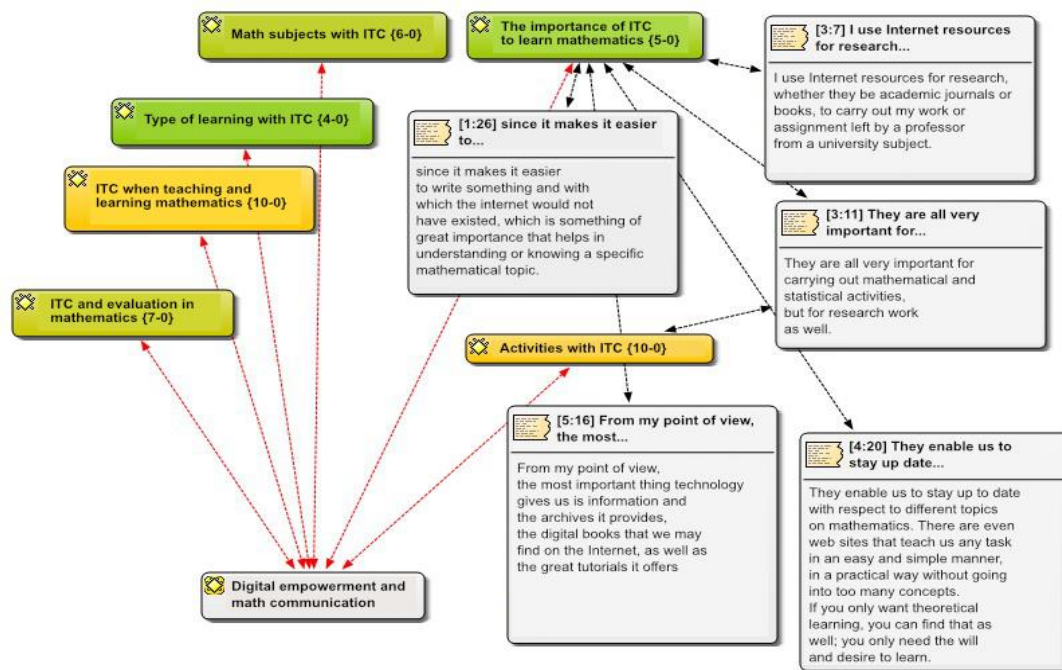 Math subjects with ITC {6-0}
The importance of ITC
to learn mathematics {5-0}
[3:7] I use Internet resources
for research...
I use Internet resources for research,
whether they be academic journals or
books, to carry out my work or
assignment left by a professor
from a university subject.
Type of learning with ITC {4-0}
[1:26] since it makes it easier
to...
since it makes it easier
to write something and with
which the internet would not
have existed, which is something of
great importance that helps in
understanding or knowing a specific
mathematical topic.
ITC when teaching and
learning mathematics {10-0}
[3:11] They are all very
important for...
They are all very important for
carrying out mathematical and
statistical activities,
but for research work
as well.
ITC and evaluation in
mathematics {7-0}
Activities with ITC {10-0}
[5:16] From my point of view,
the most...
From my point of view,
the most important thing technology
gives us is information and
the archives it provides,
the digital books that we may
find on the Internet, as well as
the great tutorials it offers
[4:20] They enable us to
stay up date...
They enable us to stay up to date
with respect to different topics
on mathematics. There are even
web sites that teach us any task
in an easy and simple manner,
in a practical way without going
into too many concepts.
If you only want theoretical
learning, you can find that as
well; you only need the will
and desire to learn.
Digital empowerment and
math communication